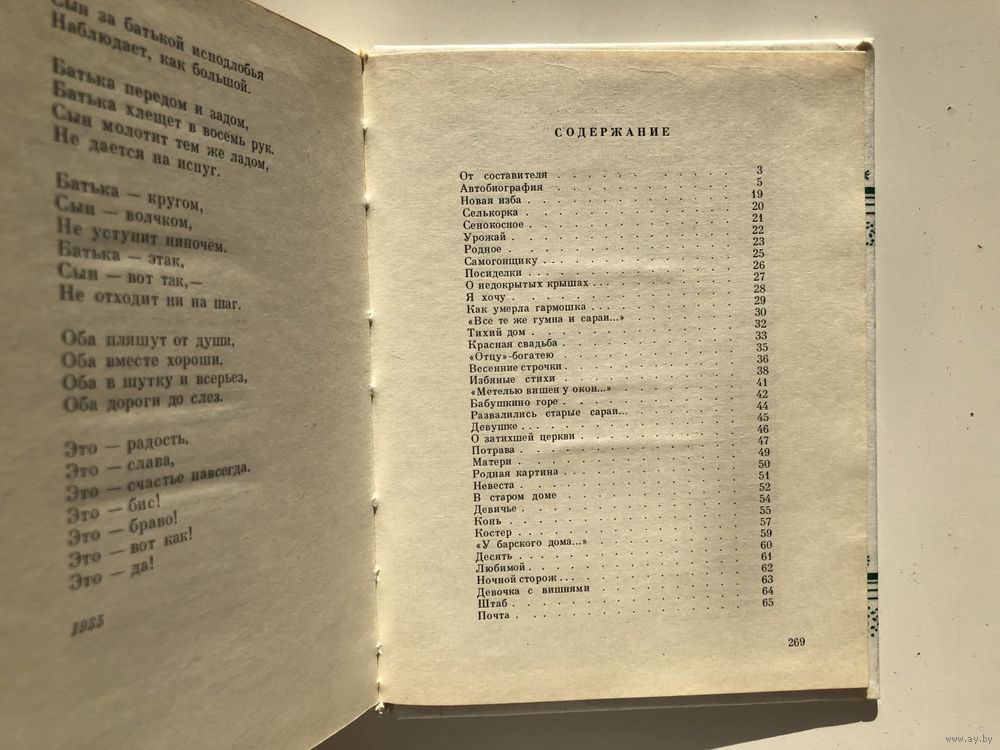 Сын за батькой исподлобья
Наблюдает, как большой.
Батька передом и задом,
Батька хлещет в восемь рук.
Сын молотит тем же ладом,
Не дается на испуг.
Батька — кругом,
Сын — волчком,
Не уступит нипочем.
Батька — этак,
Сын — вот так,—
Не отходит ни на шаг.
Оба пляшут от души,
Оба вместе хороши.
Оба в шутку и всерьез,
Оба дороги до слез.
Это — радость,
Это — слава,
Это — счастье навсегда.
Это — бис!
Это — браво!
Это — вот как!
Это — да!
1935
СОДЕРЖАНИЕ
От составителя . . . 3
Автобиография . . . 5
Новая изба . . . 19
Селькорка . . . 20
Сенокосное . . . 21
Урожай . . . 22
Родное . . . 23
Самогонщику . . . 25
Посиделки . . . 26
О недокрытых крышах . . . 27
Я хочу . . . 28
Как умерла гармошка . . . 29
«Все те же гумна и сараи...» . . . 30
Тихий дом . . . 32
Красная свадьба . . . 33
«Отцу»-богатею . . . 35
Весенние строчки . . . 36
Избяные стихи . . . 38
«Метелью вишен у окон...» . . . 41
Бабушкино горе . . . 42
Развалились старые сараи... . . . 44
Девушке . . . 45
О затихшей церкви . . . 46
Потрава . . . 47
Матери . . . 49
Родная картина . . . 50
Невеста . . . 51
В старом доме . . . 52
Девичье . . . 54
Конь . . . 55
Костер . . . 57
«У барского дома...» . . . 59
Десять . . . 60
Любимой . . . 61
Ночной сторож . . . 62
Девочка с вишнями . . . 63
Штаб . . . 64
Почта . . . 65
269
www.ay.by